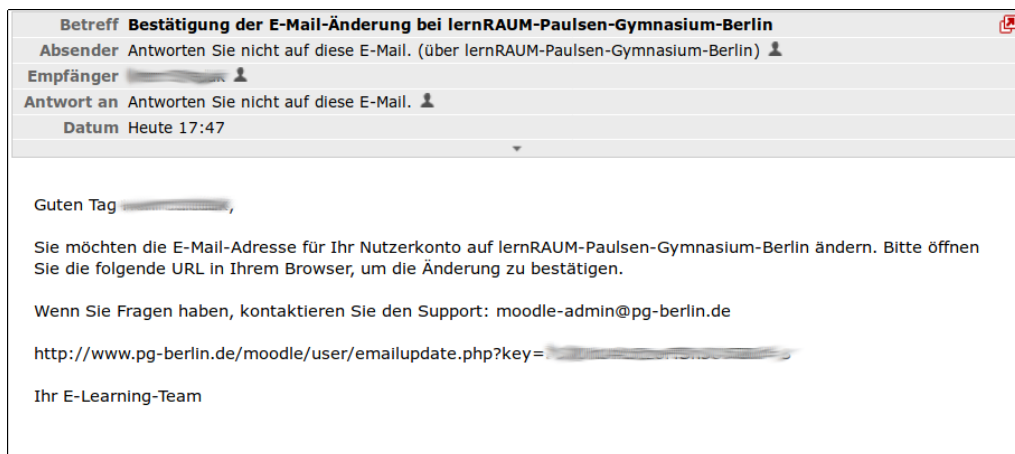 Betreff Bestätigung der E-Mail-Änderung bei lernRAUM-Paulsen-Gymnasium-Berlin
Absender Antworten Sie nicht auf diese E-Mail. (über lernRAUM-Paulsen-Gymnasium-Berlin)
Empfänger
Antwort an Antworten Sie nicht auf diese E-Mail.
Datum Heute 17:47
Guten Tag ,
Sie möchten die E-Mail-Adresse für Ihr Nutzerkonto auf lernRAUM-Paulsen-Gymnasium-Berlin ändern. Bitte öffnen
Sie die folgende URL in Ihrem Browser, um die Änderung zu bestätigen.
Wenn Sie Fragen haben, kontaktieren Sie den Support: moodle-admin@pg-berlin.de
http://www.pg-berlin.de/moodle/user/emailupdate.php?key=
Ihr E-Learning-Team